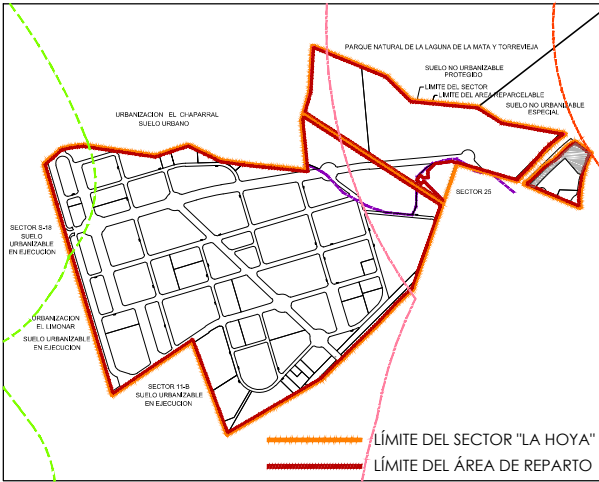 PARQUE NATURAL DE LA LAGUNA DE LA MATA Y TORREVIEJA
SUELO NO URBANIZABLE
PROTEGIDO
LIMITE DEL SECTOR
LIMITE DEL AREA REPARCELABLE
SUELO NO URBANIZABLE
ESPECIAL
URBANIZACION EL CHAPARRAL
SUELO URBANO
SECTOR 25
SECTOR S-18
SUELO
URBANIZABLE
EN EJECUCION
URBANIZACION
EL LIMONAR
SUELO URBANIZABLE
EN EJECUCION
SECTOR 11-B
SUELO URBANIZABLE
EN EJECUCION
LÍMITE DEL SECTOR "LA HOYA"
LÍMITE DEL ÁREA DE REPARTO